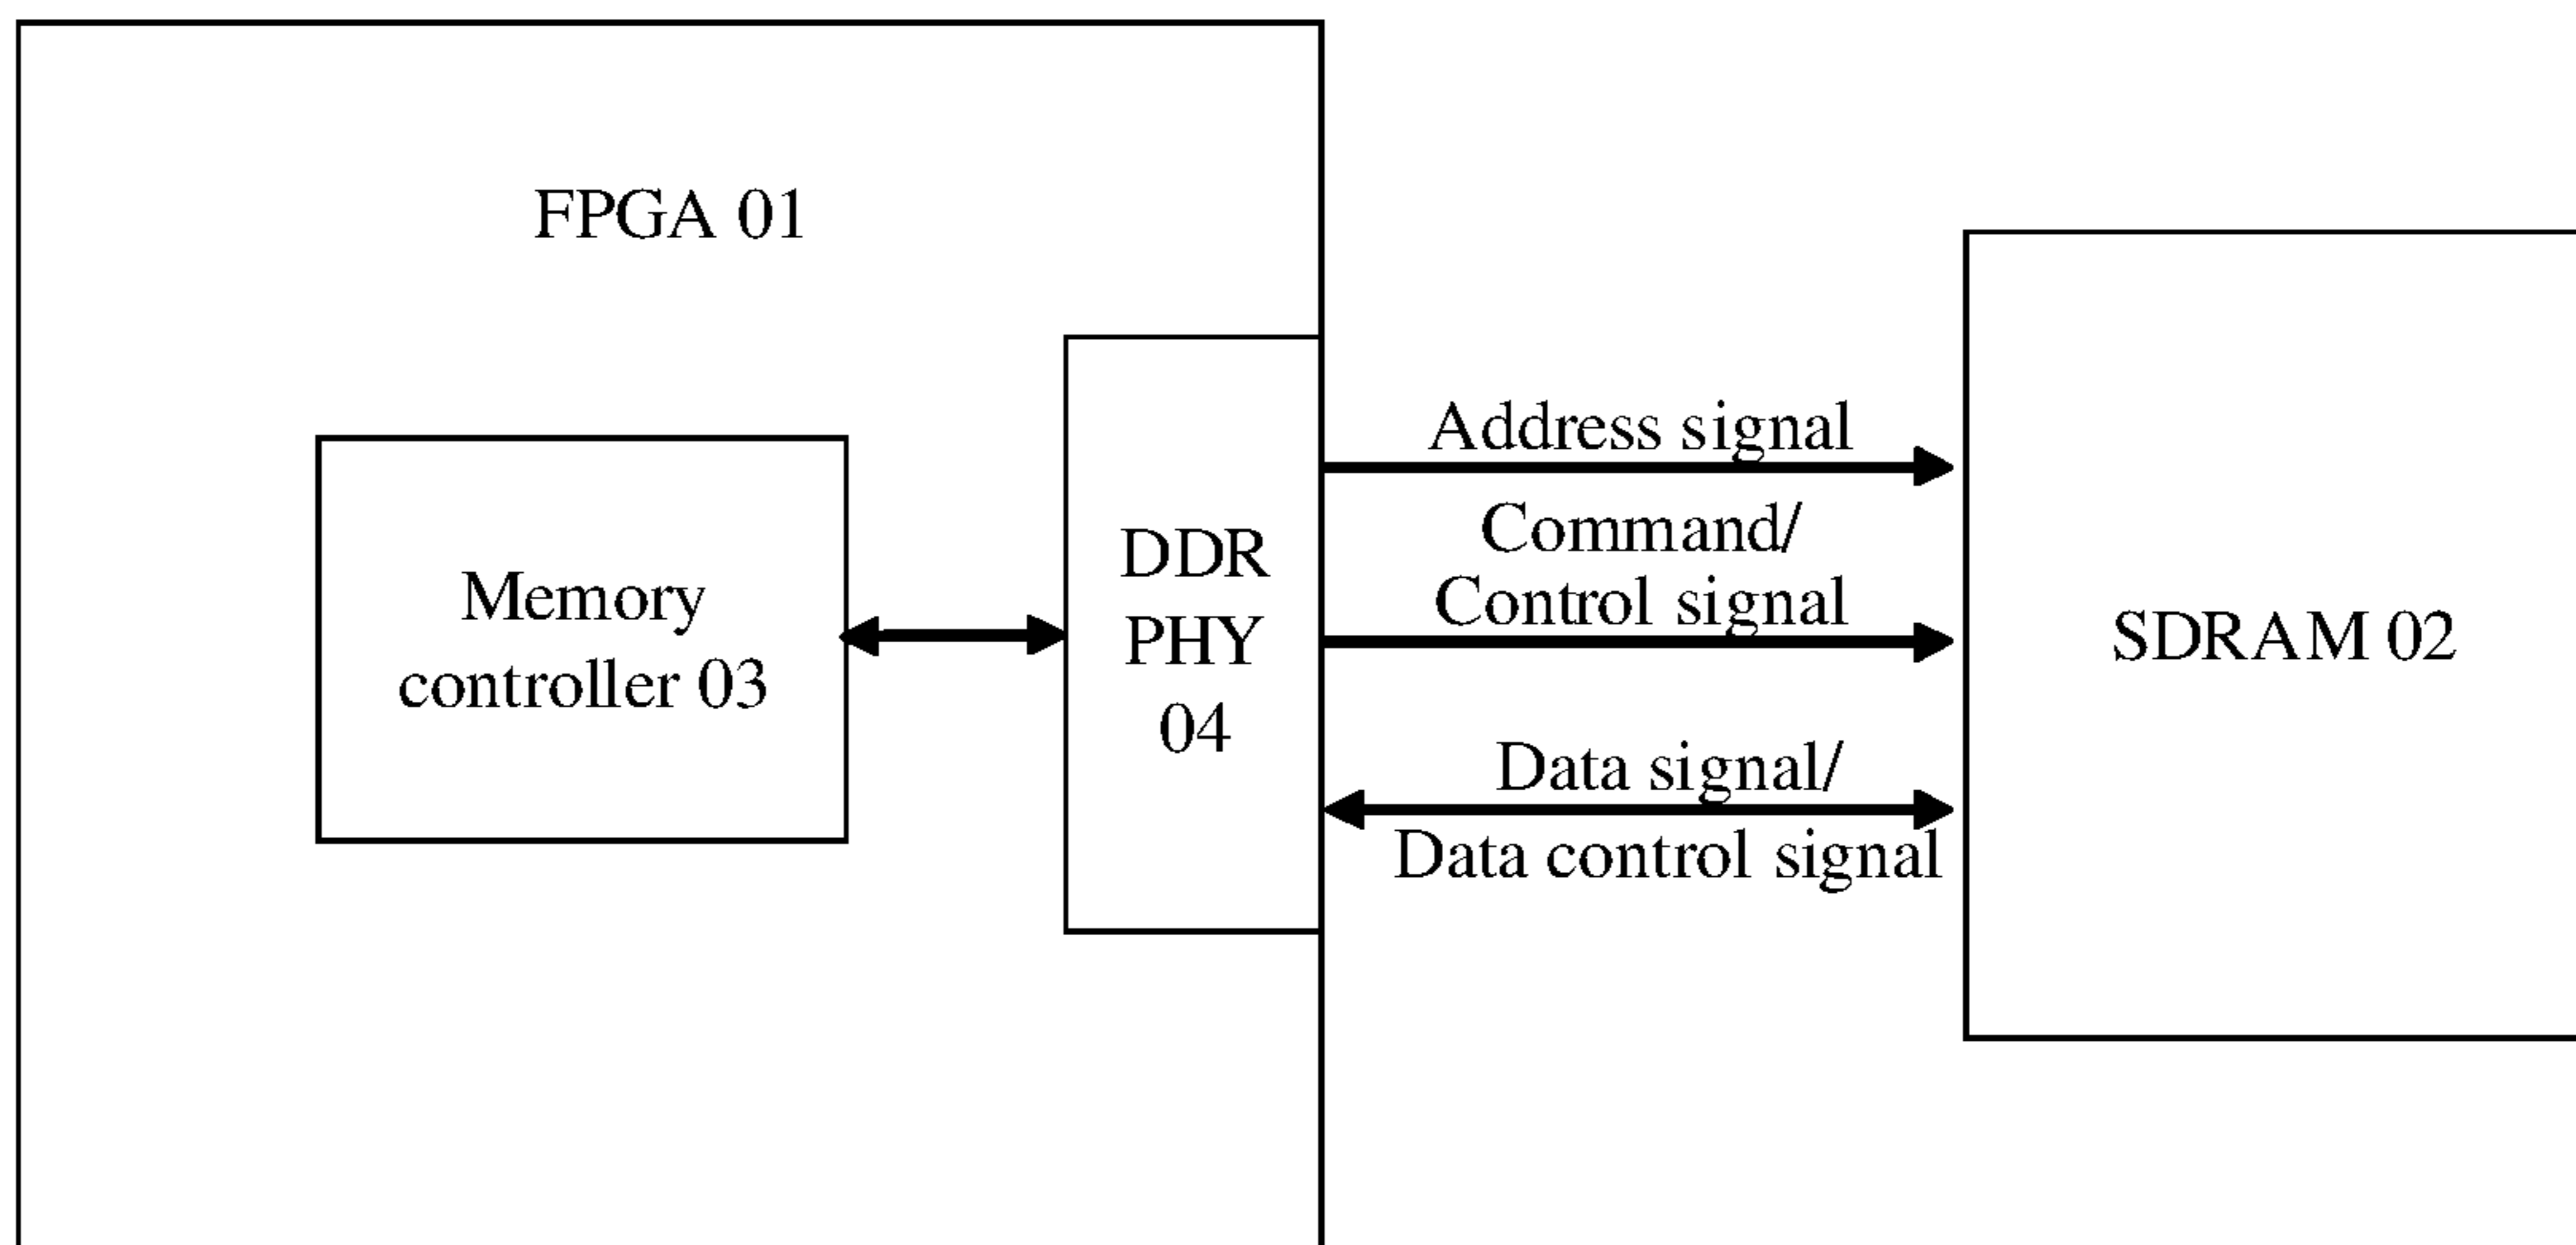 FPGA 01
Memory
controller 03
DDR
PHY
04
Address signal
Command/
Control signal
Data signal/
Data control signal
SDRAM 02